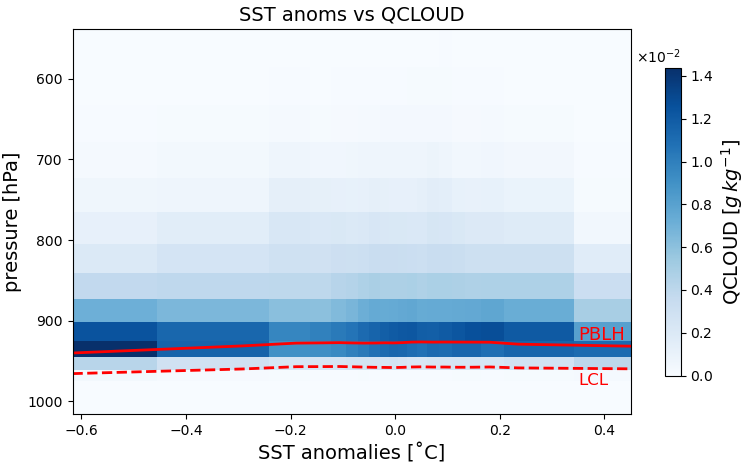 SST anoms vs QCLOUD
×10⁻²
600
700
800
900
1000
pressure [hPa]
PBLH
LCL
−0.6 −0.4 −0.2 0.0 0.2 0.4
SST anomalies [˚C]
1.4
1.2
1.0
0.8
0.6
0.4
0.2
0.0
QCLOUD [g kg⁻¹]